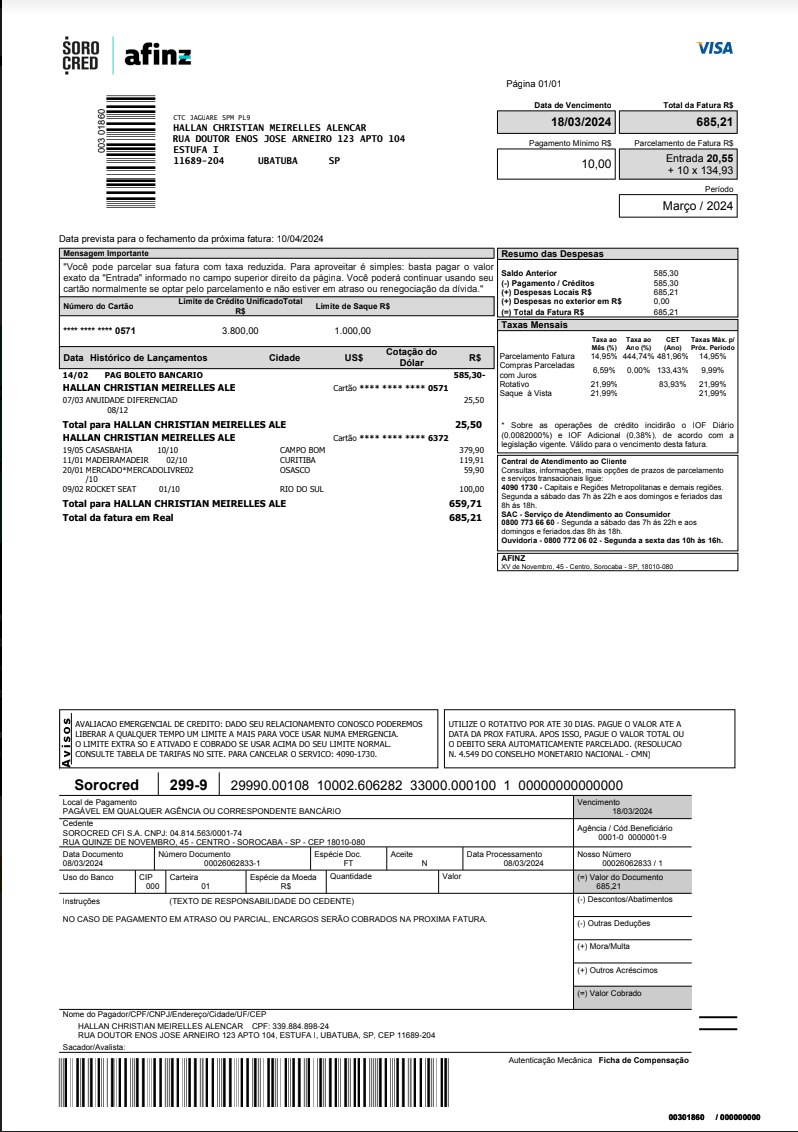 SORO CRED afinz
VISA
Página 01/01
003 01860
CTC JAGUARE SPM PL9
HALLAN CHRISTIAN MEIRELLES ALENCAR
RUA DOUTOR ENOS JOSE ARNEIRO 123 APTO 104
ESTUFA I
11689-204 UBATUBA SP
Data de Vencimento Total da Fatura R$
18/03/2024 685,21
Pagamento Mínimo R$ Parcelamento de Fatura R$
10,00 Entrada 20,55
+ 10 x 134,93
Período
Março / 2024
Data prevista para o fechamento da próxima fatura: 10/04/2024
Mensagem Importante
"Você pode parcelar sua fatura com taxa reduzida. Para aproveitar é simples: basta pagar o valor
exato da "Entrada" informado no campo superior direito da página. Você poderá continuar usando seu
cartão normalmente se optar pelo parcelamento e não estiver em atraso ou renegociação da dívida."
Número do Cartão Limite de Crédito UnificadoTotal R$ Limite de Saque R$
**** **** **** 0571 3.800,00 1.000,00
Data Histórico de Lançamentos Cidade US$ Cotação do Dólar R$
14/02 PAG BOLETO BANCARIO 585,30-
HALLAN CHRISTIAN MEIRELLES ALE Cartão **** **** **** 0571
07/03 ANUIDADE DIFERENCIAD 25,50
08/12
Total para HALLAN CHRISTIAN MEIRELLES ALE 25,50
HALLAN CHRISTIAN MEIRELLES ALE Cartão **** **** **** 6372
19/05 CASASBAHIA 10/10 CAMPO BOM 379,90
11/01 MADEIRAMADEIR 02/10 CURITIBA 119,91
20/01 MERCADO*MERCADOLIVRE02 OSASCO 59,90
/10
09/02 ROCKET SEAT 01/10 RIO DO SUL 100,00
Total para HALLAN CHRISTIAN MEIRELLES ALE 659,71
Total da fatura em Real 685,21
Resumo das Despesas
Saldo Anterior 585,30
(-) Pagamento / Créditos 585,30
(+) Despesas Locais R$ 685,21
(+) Despesas no exterior em R$ 0,00
(=) Total da Fatura R$ 685,21
Taxas Mensais
Taxa ao Mês (%) Taxa ao Ano (%) CET (Ano) Taxas Máx. p/ Próx. Período
Parcelamento Fatura 14,95% 444,74% 481,96% 14,95%
Compras Parceladas
com Juros 6,59% 0,00% 133,43% 9,99%
Rotativo 21,99% 83,93% 21,99%
Saque à Vista 21,99% 21,99%
* Sobre as operações de crédito incidirão o IOF Diário
(0,0082000%) e IOF Adicional (0,38%), de acordo com a
legislação vigente. Válido para o vencimento desta fatura.
Central de Atendimento ao Cliente
Consultas, informações, mais opções de prazos de parcelamento
e serviços transacionais ligue:
4090 1730 - Capitais e Regiões Metropolitanas e demais regiões.
Segunda a sábado das 7h às 22h e aos domingos e feriados das
8h às 18h.
SAC - Serviço de Atendimento ao Consumidor
0800 773 66 60 - Segunda a sábado das 7h às 22h e aos
domingos e feriados.das 8h às 18h.
Ouvidoria - 0800 772 06 02 - Segunda a sexta das 10h às 16h.
AFINZ
XV de Novembro, 45 - Centro, Sorocaba - SP, 18010-080
Avisos
AVALIACAO EMERGENCIAL DE CREDITO: DADO SEU RELACIONAMENTO CONOSCO PODEREMOS
LIBERAR A QUALQUER TEMPO UM LIMITE A MAIS PARA VOCE USAR NUMA EMERGENCIA.
O LIMITE EXTRA SO E ATIVADO E COBRADO SE USAR ACIMA DO SEU LIMITE NORMAL.
CONSULTE TABELA DE TARIFAS NO SITE. PARA CANCELAR O SERVICO: 4090-1730.
UTILIZE O ROTATIVO POR ATE 30 DIAS. PAGUE O VALOR ATE A
DATA DA PROX FATURA. APOS ISSO, PAGUE O VALOR TOTAL OU
O DEBITO SERA AUTOMATICAMENTE PARCELADO. (RESOLUCAO
N. 4.549 DO CONSELHO MONETARIO NACIONAL - CMN)
Sorocred 299-9 29990.00108 10002.606282 33000.000100 1 00000000000000
Local de Pagamento Vencimento
PAGÁVEL EM QUALQUER AGÊNCIA OU CORRESPONDENTE BANCÁRIO 18/03/2024
Cedente
SOROCRED CFI S.A. CNPJ: 04.814.563/0001-74 Agência / Cód.Beneficiário
RUA QUINZE DE NOVEMBRO, 45 - CENTRO - SOROCABA - SP - CEP 18010-080 0001-0 0000001-9
Data Documento Número Documento Espécie Doc. Aceite Data Processamento Nosso Número
08/03/2024 00026062833-1 FT N 08/03/2024 00026062833 / 1
Uso do Banco CIP Carteira Espécie da Moeda Quantidade Valor (=) Valor do Documento
000 01 R$ 685,21
Instruções (TEXTO DE RESPONSABILIDADE DO CEDENTE) (-) Descontos/Abatimentos
NO CASO DE PAGAMENTO EM ATRASO OU PARCIAL, ENCARGOS SERÃO COBRADOS NA PROXIMA FATURA.
(-) Outras Deduções
(+) Mora/Multa
(+) Outros Acréscimos
(=) Valor Cobrado
Nome do Pagador/CPF/CNPJ/Endereço/Cidade/UF/CEP
HALLAN CHRISTIAN MEIRELLES ALENCAR CPF: 339.884.898-24
RUA DOUTOR ENOS JOSE ARNEIRO 123 APTO 104, ESTUFA I, UBATUBA, SP, CEP 11689-204
Sacador/Avalista:
Autenticação Mecânica Ficha de Compensação
00301860 / 000000000